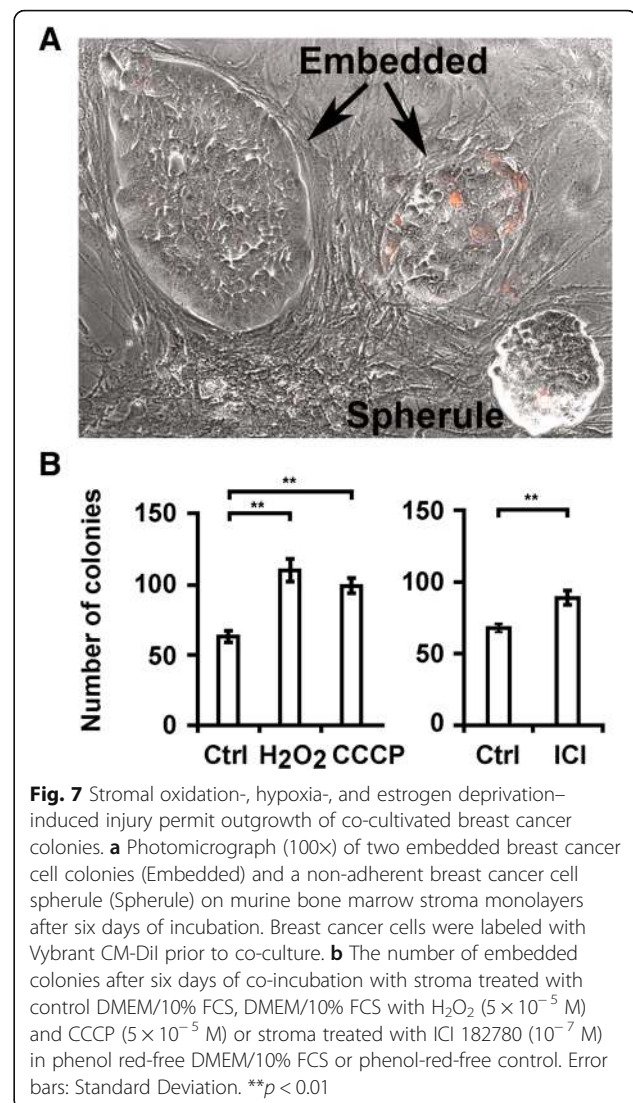 A
Embedded
Spherule
B
Number of colonies
150
100
50
0
**
**
Ctrl H2O2 CCCP
150
100
50
0
**
Ctrl ICI
Fig. 7 Stromal oxidation-, hypoxia-, and estrogen deprivation–
induced injury permit outgrowth of co-cultivated breast cancer
colonies. a Photomicrograph (100×) of two embedded breast cancer
cell colonies (Embedded) and a non-adherent breast cancer cell
spherule (Spherule) on murine bone marrow stroma monolayers
after six days of incubation. Breast cancer cells were labeled with
Vybrant CM-DiI prior to co-culture. b The number of embedded
colonies after six days of co-incubation with stroma treated with
control DMEM/10% FCS, DMEM/10% FCS with H2O2 (5 × 10⁻⁵ M)
and CCCP (5 × 10⁻⁵ M) or stroma treated with ICI 182780 (10⁻⁷ M)
in phenol red-free DMEM/10% FCS or phenol-red-free control. Error
bars: Standard Deviation. **p < 0.01